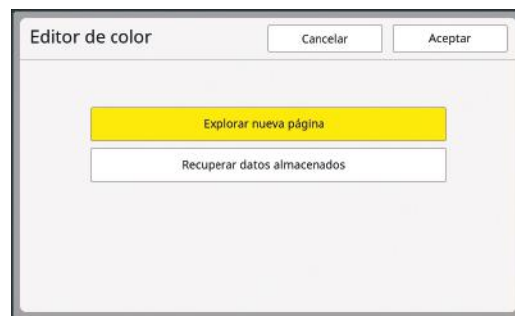 Editor de color Cancelar Aceptar
Explorar nueva página
Recuperar datos almacenados